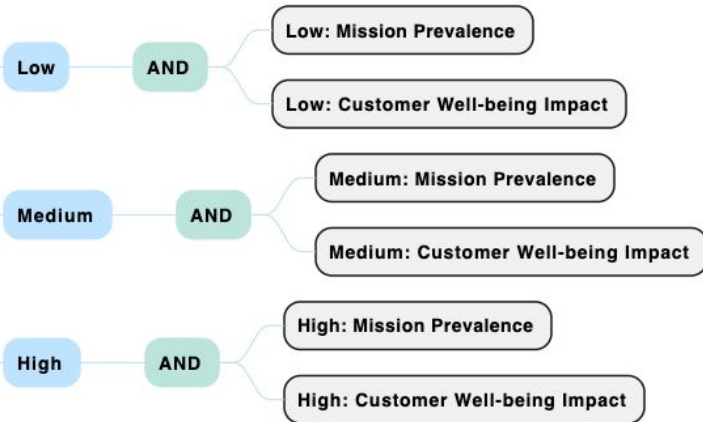 Low: Mission Prevalence
Low
AND
Low: Customer Well-being Impact
Medium: Mission Prevalence
Medium
AND
Medium: Customer Well-being Impact
High: Mission Prevalence
High
AND
High: Customer Well-being Impact